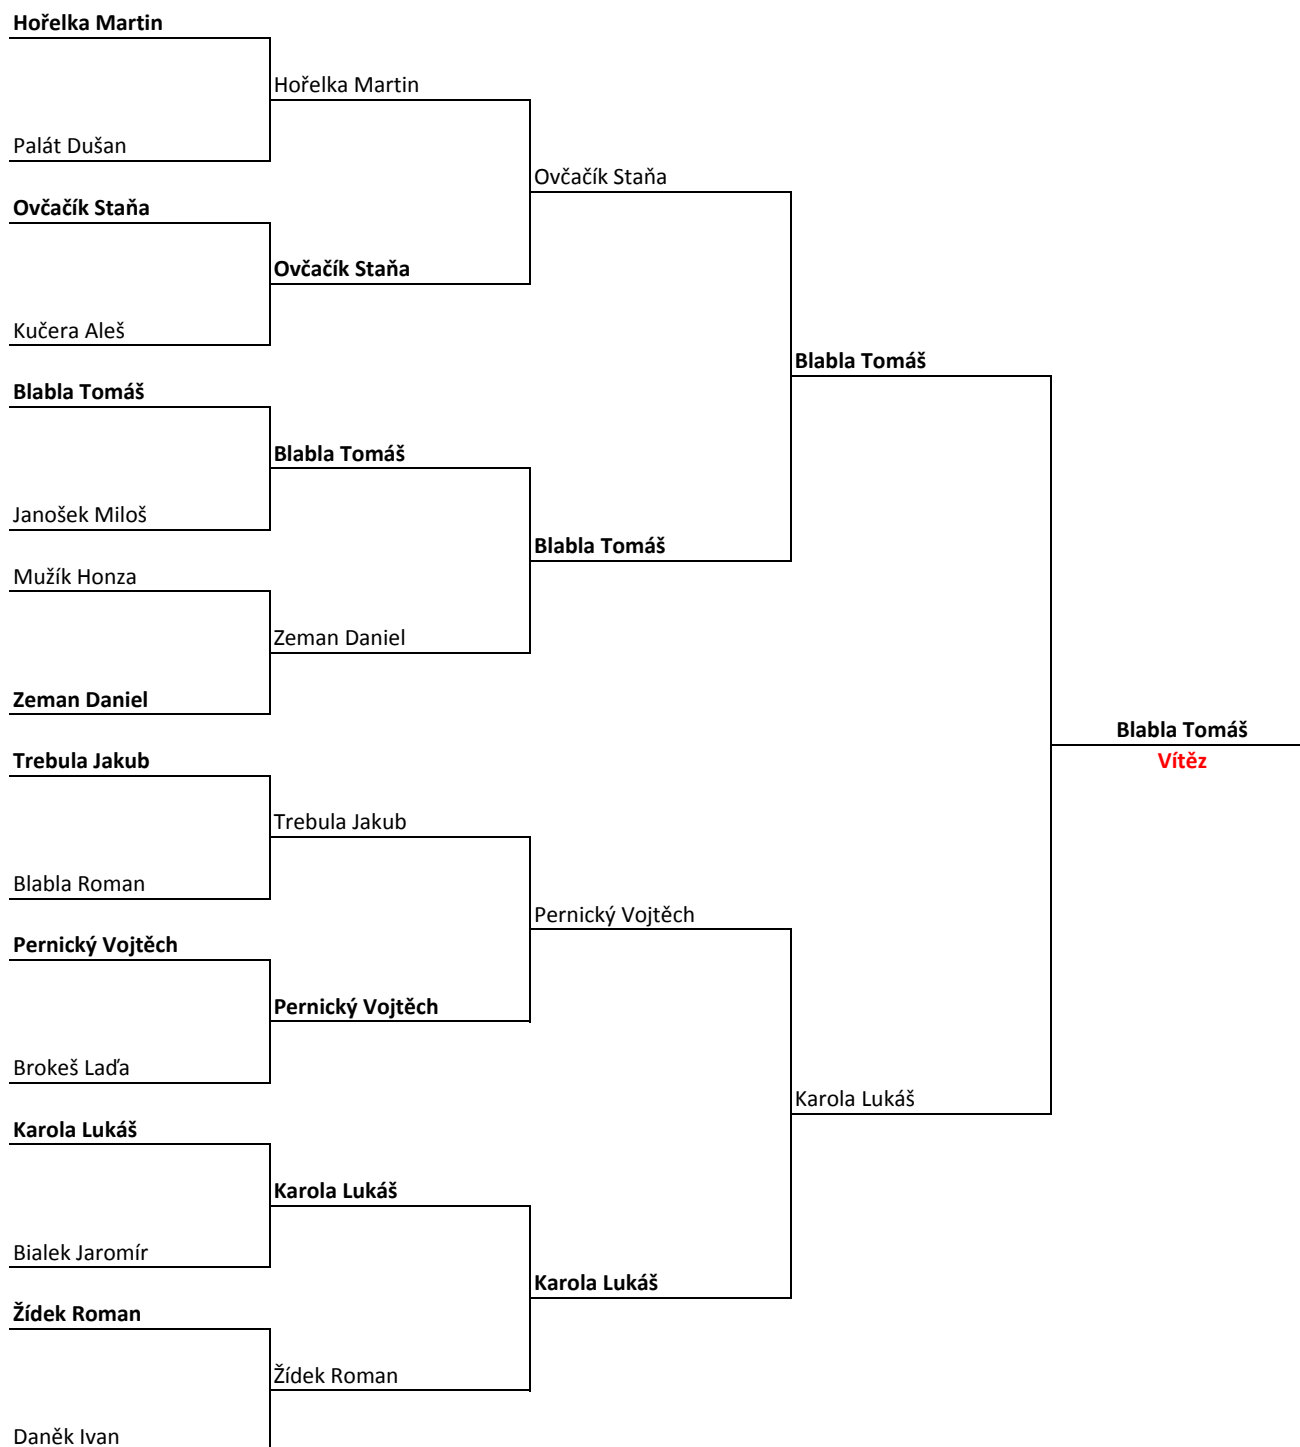 Hořelka Martin
Hořelka Martin
Palát Dušan
Ovčačík Staňa
Ovčačík Staňa
Ovčačík Staňa
Kučera Aleš
Blabla Tomáš
Blabla Tomáš
Blabla Tomáš
Janošek Miloš
Blabla Tomáš
Mužík Honza
Zeman Daniel
Zeman Daniel
Blabla Tomáš
Vítěz
Trebula Jakub
Trebula Jakub
Blabla Roman
Pernický Vojtěch
Pernický Vojtěch
Pernický Vojtěch
Brokeš Laďa
Karola Lukáš
Karola Lukáš
Karola Lukáš
Bialek Jaromír
Karola Lukáš
Žídek Roman
Žídek Roman
Daněk Ivan